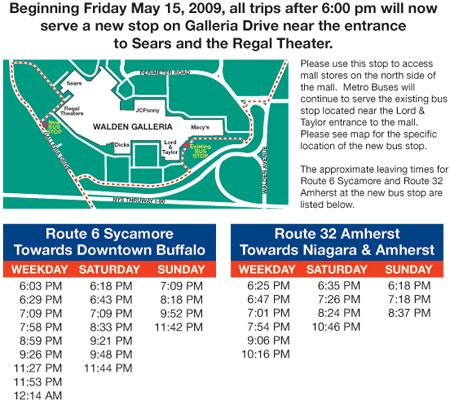 Beginning Friday May 15, 2009, all trips after 6:00 pm will now
serve a new stop on Galleria Drive near the entrance
to Sears and the Regal Theater.
PERIMETER ROAD
Sears
Regal
Theaters
NEW
BUS
STOP
JCPenny
WALDEN GALLERIA
Macy's
Dicks
Lord
&
Taylor
Existing
BUS
STOP
GALLERIA DRIVE
WALDEN AVENUE
NYS THRUWAY I-90
Please use this stop to access
mall stores on the north side of
the mall. Metro Buses will
continue to serve the existing bus
stop located near the Lord &
Taylor entrance to the mall.
Please see map for the specific
location of the new bus stop.
The approximate leaving times for
Route 6 Sycamore and Route 32
Amherst at the new bus stop are
listed below.
Route 6 Sycamore
Towards Downtown Buffalo
WEEKDAY SATURDAY SUNDAY
6:03 PM 6:18 PM 7:09 PM
6:29 PM 6:43 PM 8:18 PM
7:09 PM 7:09 PM 9:52 PM
7:58 PM 8:33 PM 11:42 PM
8:59 PM 9:21 PM
9:26 PM 9:48 PM
11:27 PM 11:44 PM
11:53 PM
12:14 AM
Route 32 Amherst
Towards Niagara & Amherst
WEEKDAY SATURDAY SUNDAY
6:25 PM 6:35 PM 6:18 PM
6:47 PM 7:26 PM 7:18 PM
7:01 PM 8:24 PM 8:37 PM
7:54 PM 10:46 PM
9:06 PM
10:16 PM